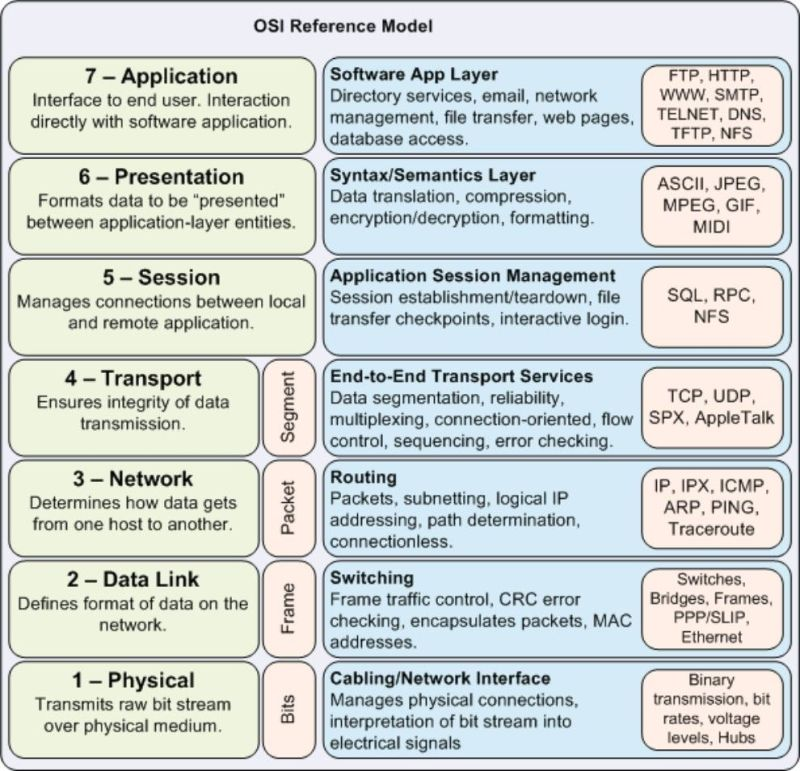 OSI Reference Model
7 – Application
Interface to end user. Interaction
directly with software application.
Software App Layer
Directory services, email, network
management, file transfer, web pages,
database access.
FTP, HTTP,
WWW, SMTP,
TELNET, DNS,
TFTP, NFS
6 – Presentation
Formats data to be “presented”
between application-layer entities.
Syntax/Semantics Layer
Data translation, compression,
encryption/decryption, formatting.
ASCII, JPEG,
MPEG, GIF,
MIDI
5 – Session
Manages connections between local
and remote application.
Application Session Management
Session establishment/teardown, file
transfer checkpoints, interactive login.
SQL, RPC,
NFS
4 – Transport
Ensures integrity of data
transmission.
Segment
End-to-End Transport Services
Data segmentation, reliability,
multiplexing, connection-oriented, flow
control, sequencing, error checking.
TCP, UDP,
SPX, AppleTalk
3 – Network
Determines how data gets
from one host to another.
Packet
Routing
Packets, subnetting, logical IP
addressing, path determination,
connectionless.
IP, IPX, ICMP,
ARP, PING,
Traceroute
2 – Data Link
Defines format of data on the
network.
Frame
Switching
Frame traffic control, CRC error
checking, encapsulates packets, MAC
addresses.
Switches,
Bridges, Frames,
PPP/SLIP,
Ethernet
1 – Physical
Transmits raw bit stream
over physical medium.
Bits
Cabling/Network Interface
Manages physical connections,
interpretation of bit stream into
electrical signals
Binary
transmission, bit
rates, voltage
levels, Hubs